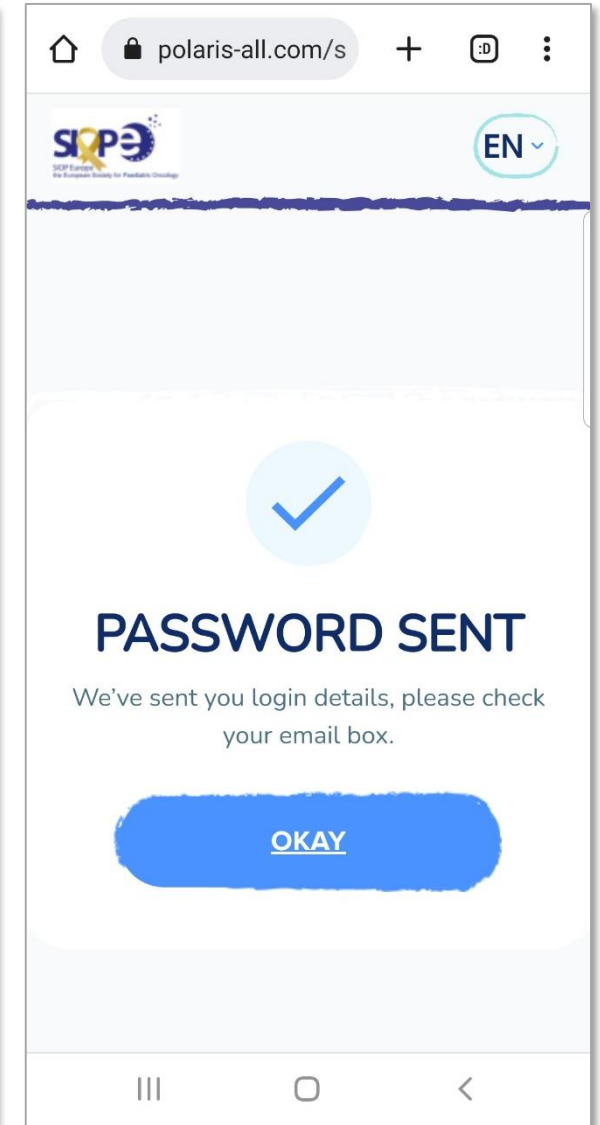 polaris-all.com/s
:D
SIOPe
SIOP Europe
the European Society for Paediatric Oncology
EN
PASSWORD SENT
We've sent you login details, please check
your email box.
OKAY